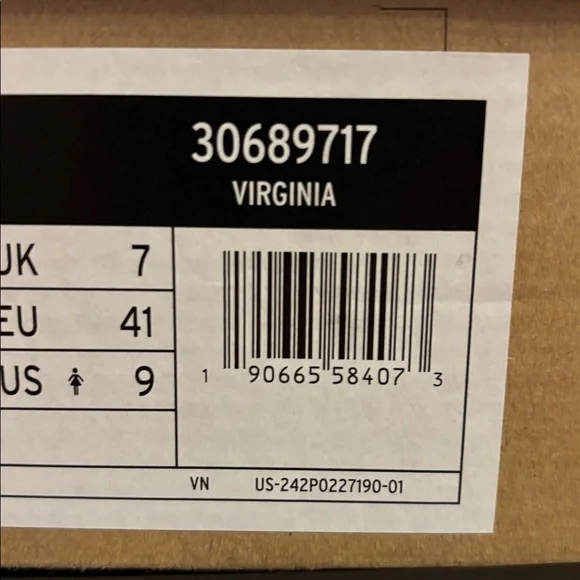 30689717
VIRGINIA
UK 7
EU 41
US 9
1 90665 58407 3
VN US-242P0227190-01